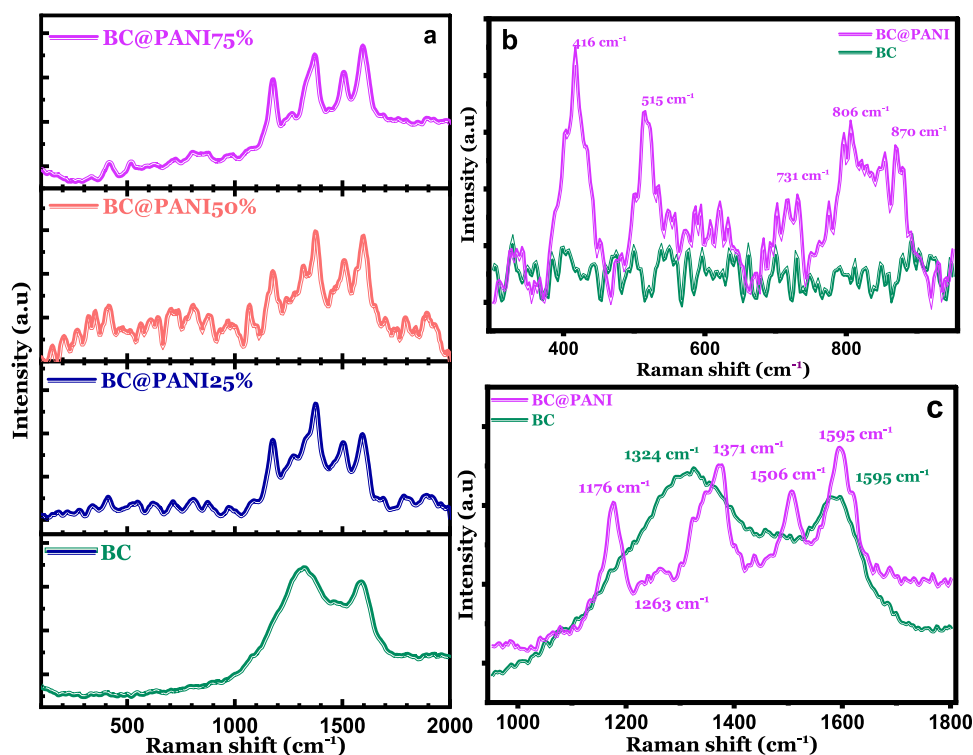 a
BC@PANI75%
BC@PANI50%
BC@PANI25%
BC
Intensity (a.u)
500 1000 1500 2000
Raman shift (cm⁻¹)
b
BC@PANI
BC
416 cm⁻¹
515 cm⁻¹
731 cm⁻¹
806 cm⁻¹
870 cm⁻¹
Intensity (a.u)
400 600 800
Raman shift (cm⁻¹)
c
BC@PANI
BC
1176 cm⁻¹
1263 cm⁻¹
1324 cm⁻¹
1371 cm⁻¹
1506 cm⁻¹
1595 cm⁻¹
1595 cm⁻¹
Intensity (a.u)
1000 1200 1400 1600 1800
Raman shift (cm⁻¹)